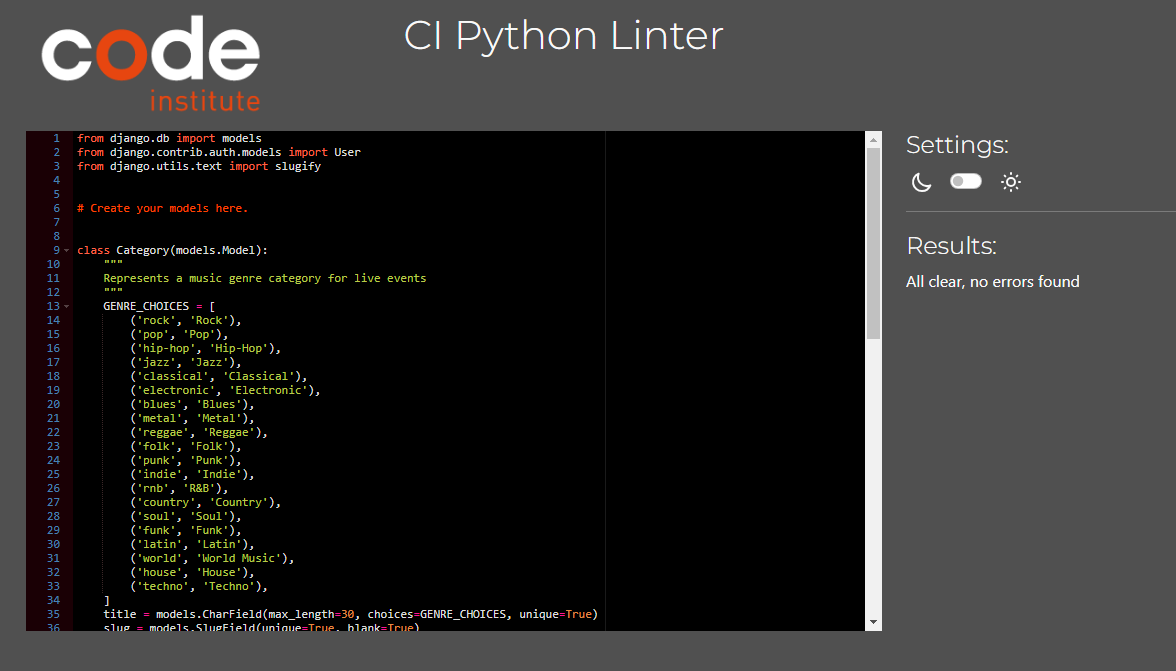 code
institute
CI Python Linter
1 from django.db import models
2 from django.contrib.auth.models import User
3 from django.utils.text import slugify
4
5
6 # Create your models here.
7
8
9 class Category(models.Model):
10     """
11     Represents a music genre category for live events
12     """
13     GENRE_CHOICES = [
14         ('rock', 'Rock'),
15         ('pop', 'Pop'),
16         ('hip-hop', 'Hip-Hop'),
17         ('jazz', 'Jazz'),
18         ('classical', 'Classical'),
19         ('electronic', 'Electronic'),
20         ('blues', 'Blues'),
21         ('metal', 'Metal'),
22         ('reggae', 'Reggae'),
23         ('folk', 'Folk'),
24         ('punk', 'Punk'),
25         ('indie', 'Indie'),
26         ('rnb', 'R&B'),
27         ('country', 'Country'),
28         ('soul', 'Soul'),
29         ('funk', 'Funk'),
30         ('latin', 'Latin'),
31         ('world', 'World Music'),
32         ('house', 'House'),
33         ('techno', 'Techno'),
34     ]
35     title = models.CharField(max_length=30, choices=GENRE_CHOICES, unique=True)
36     slug = models.SlugField(unique=True, blank=True)
Settings:
Results:
All clear, no errors found